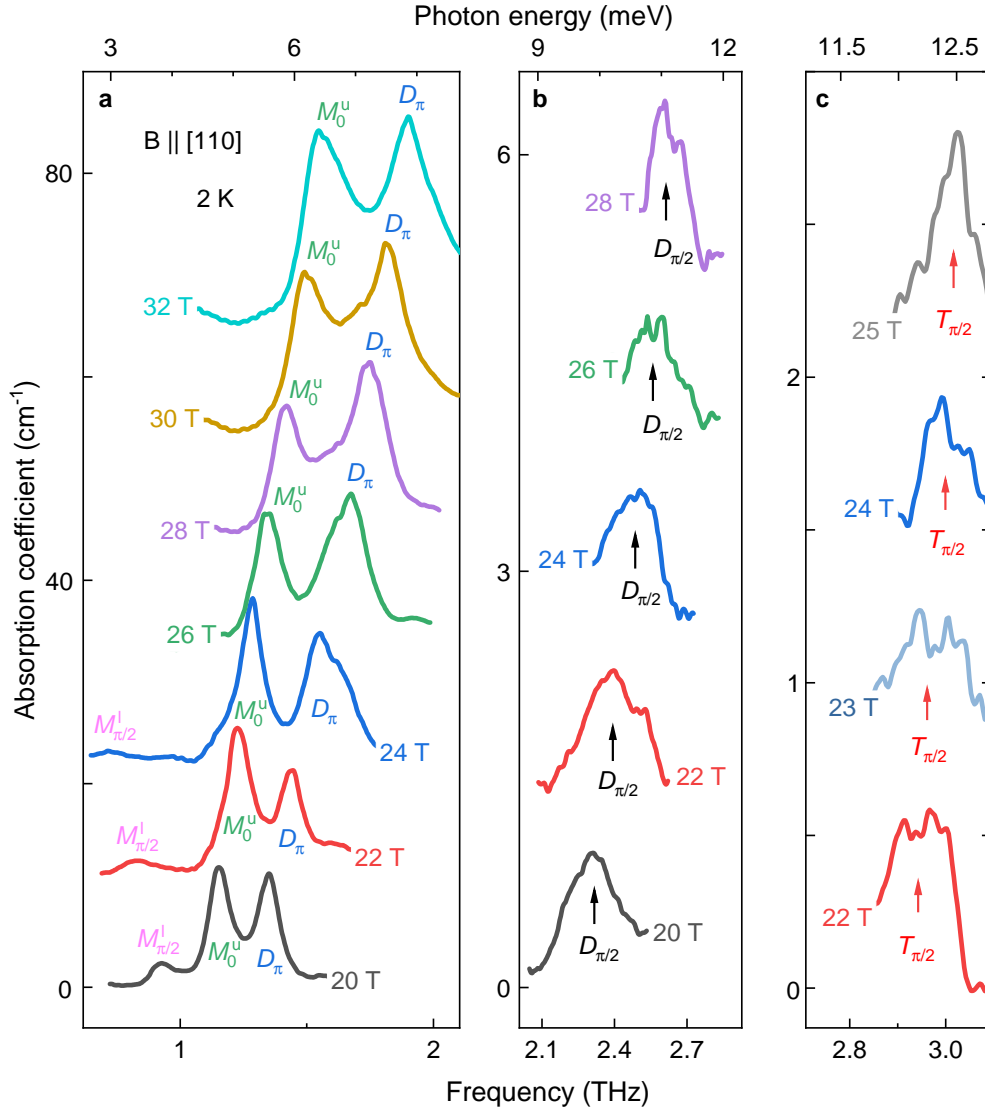 Photon energy (meV)
3 6
9 12
11.5 12.5
a
B || [110]
2 K
M₀ᵘ
Dπ
32 T
M₀ᵘ
Dπ
30 T
M₀ᵘ
Dπ
28 T
M₀ᵘ
Dπ
26 T
Mˡπ/2
M₀ᵘ
Dπ
24 T
Mˡπ/2
M₀ᵘ
Dπ
22 T
Mˡπ/2
M₀ᵘ
Dπ
20 T
80
40
0
Absorption coefficient (cm⁻¹)
1 2
b
6
28 T
Dπ/2
26 T
Dπ/2
3
24 T
Dπ/2
22 T
Dπ/2
20 T
Dπ/2
0
2.1 2.4 2.7
c
25 T
Tπ/2
2
24 T
Tπ/2
1
23 T
Tπ/2
22 T
Tπ/2
0
2.8 3.0
Frequency (THz)